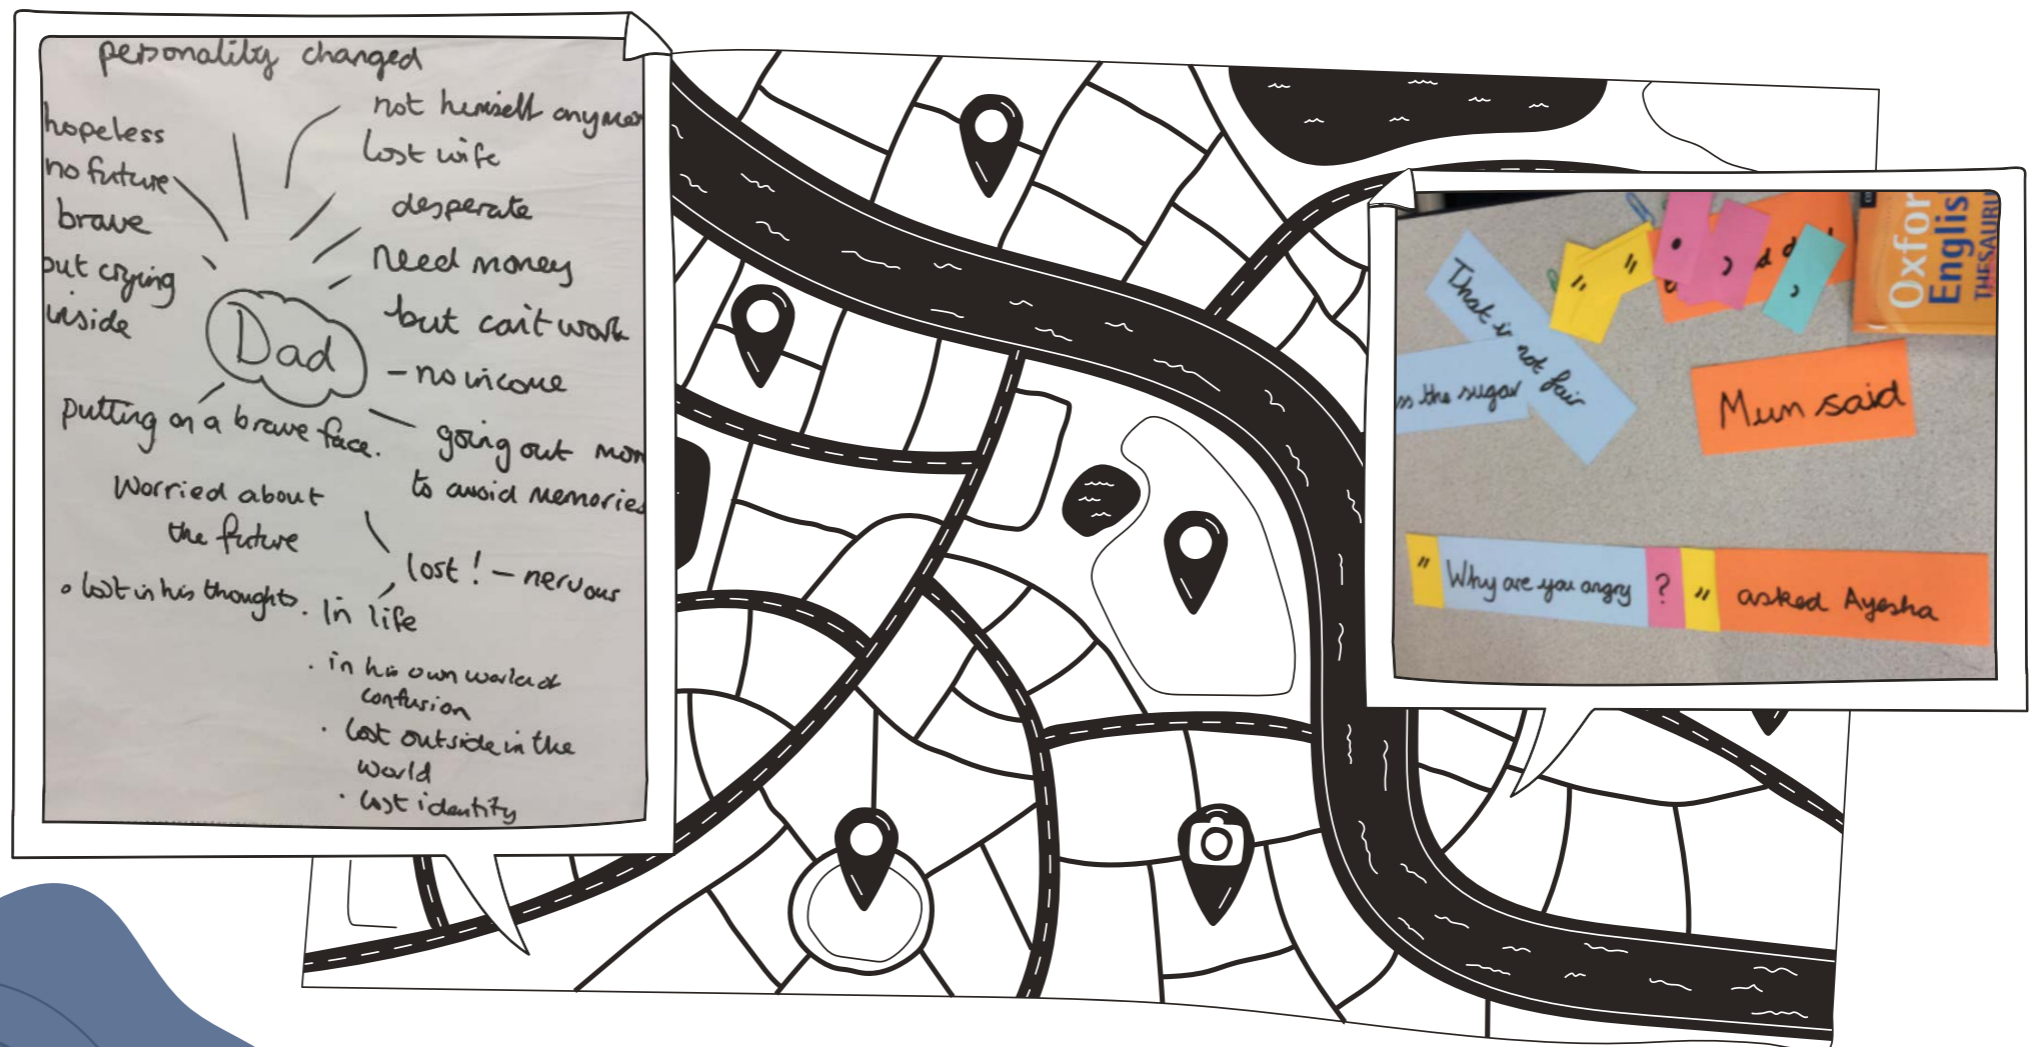 personality changed
hopeless
no future
brave
but crying
inside
not himself anymore
lost wife
desperate
need money
but can't work
- no income
Dad
putting on a brave face.
going out more
to avoid memories
Worried about
the future
lost! - nervous
• lost in his thoughts.
In life
. in his own world of
confusion
. lost outside in the
world
. lost identity
That is not fair
ss the sugar
" "
. , ,
Oxfor
English
THESAURU
Mum said
" Why are you angry ? " asked Ayesha